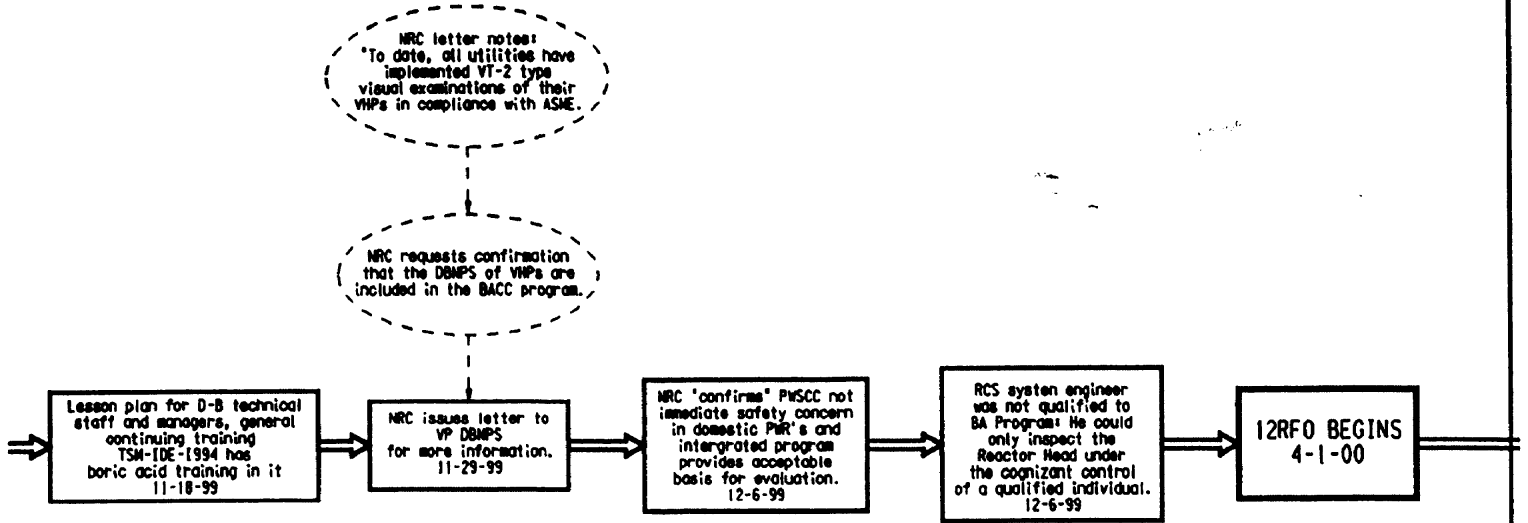 NRC letter notes:
"To date, all utilities have
implemented VT-2 type
visual examinations of their
VHPs in compliance with ASME.
NRC requests confirmation
that the DBNPS of VHPs are
included in the BACC program.
Lesson plan for D-B technical
staff and managers, general
continuing training
TSM-IDE-I994 has
boric acid training in it
11-18-99
NRC issues letter to
VP DBNPS
for more information.
11-29-99
NRC "confirms" PWSCC not
immediate safety concern
in domestic PWR's and
intergrated program
provides acceptable
basis for evaluation.
12-6-99
RCS systen engineer
was not qualified to
BA Program: He could
only inspect the
Reactor Head under
the cognizant control
of a qualified individual.
12-6-99
12RFO BEGINS
4-1-00